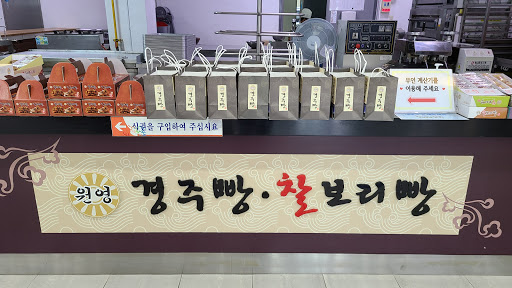 무인 계산기를
이용해 주세요
식권을 구입하여 주십시요
원영
경주빵·찰보리빵